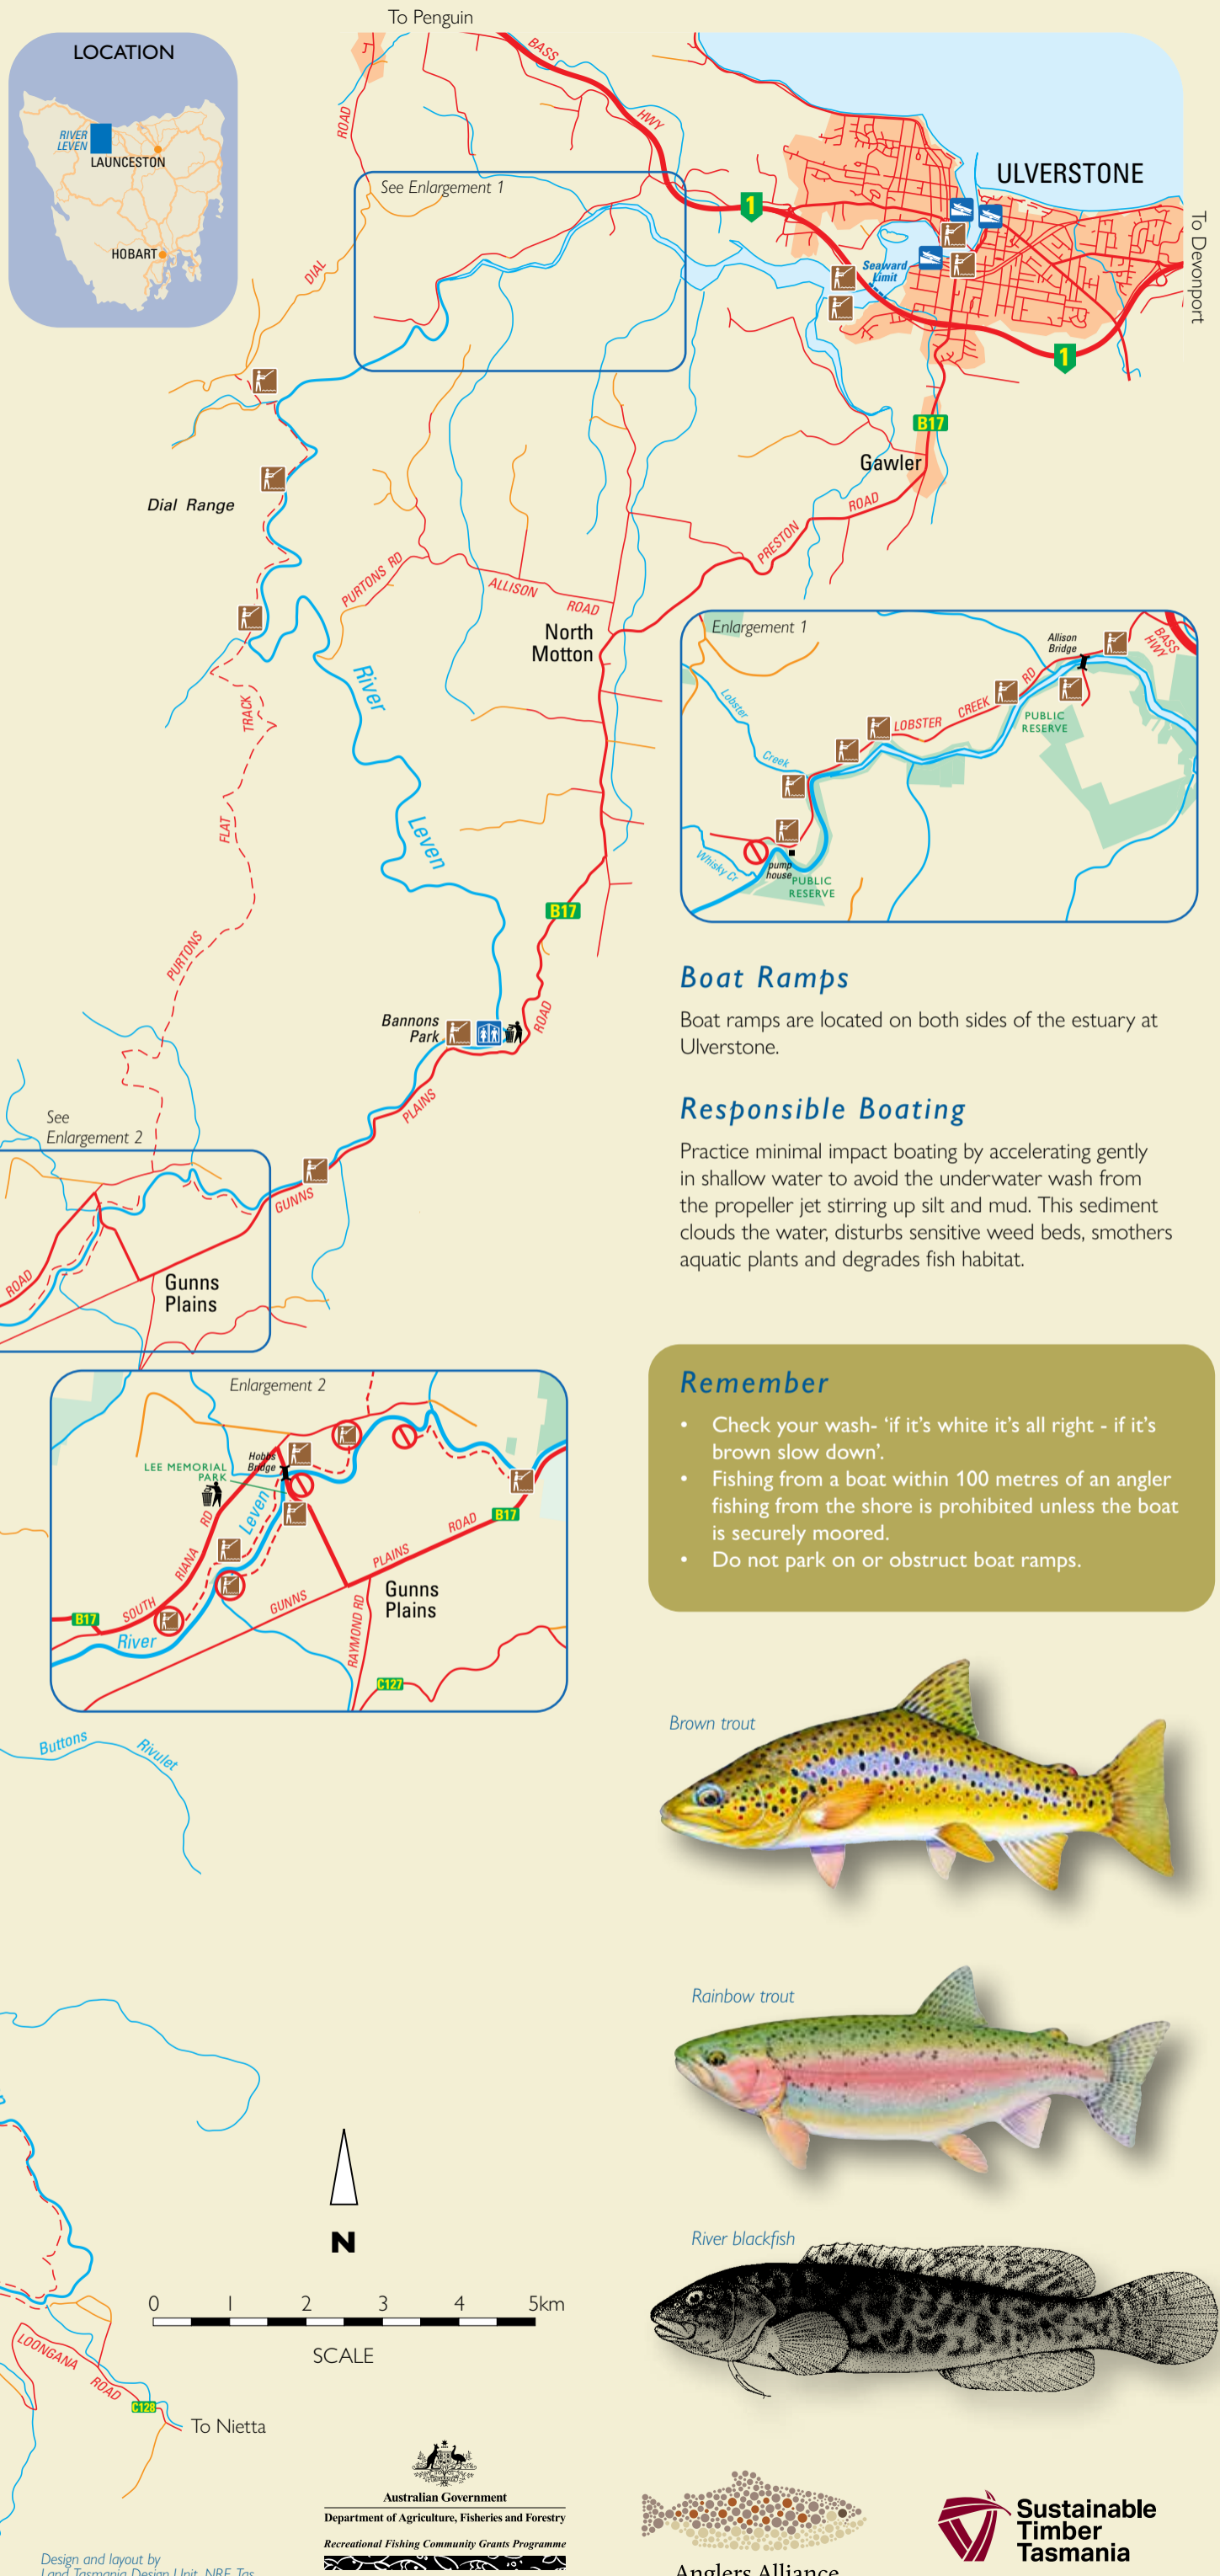 To Penguin
LOCATION
RIVER
LEVEN
LAUNCESTON
HOBART
BASS
HWY
ROAD
See Enlargement 1
1
ULVERSTONE
To Devonport
Seaward
Limit
1
DIAL
B17
Gawler
Dial Range
PRESTON
ROAD
PURTONS RD
ALLISON
ROAD
North
Motton
River
Leven
TRACK
FLAT
PURTONS
B17
Enlargement 1
Allison
Bridge
BASS
HWY
Lobster
Creek
LOBSTER
CREEK
RD
PUBLIC
RESERVE
Whisky Cr
pump
house
PUBLIC
RESERVE
Bannons
Park
ROAD
PLAINS
GUNNS
See
Enlargement 2
ROAD
Gunns
Plains
Boat Ramps
Boat ramps are located on both sides of the estuary at
Ulverstone.
Responsible Boating
Practice minimal impact boating by accelerating gently
in shallow water to avoid the underwater wash from
the propeller jet stirring up silt and mud. This sediment
clouds the water, disturbs sensitive weed beds, smothers
aquatic plants and degrades fish habitat.
Enlargement 2
Hobbs
Bridge
LEE MEMORIAL
PARK
Leven
RD
RIANA
SOUTH
B17
River
GUNNS
PLAINS
ROAD
B17
Gunns
Plains
RAYMOND RD
C127
Remember
• Check your wash- ‘if it’s white it’s all right - if it’s
brown slow down’.
• Fishing from a boat within 100 metres of an angler
fishing from the shore is prohibited unless the boat
is securely moored.
• Do not park on or obstruct boat ramps.
Buttons
Rivulet
Brown trout
Rainbow trout
River blackfish
N
0 1 2 3 4 5km
SCALE
LOONGANA
ROAD
C128
To Nietta
Australian Government
Department of Agriculture, Fisheries and Forestry
Recreational Fishing Community Grants Programme
Anglers Alliance
Sustainable
Timber
Tasmania
Design and layout by
Land Tasmania Design Unit, NRE Tas